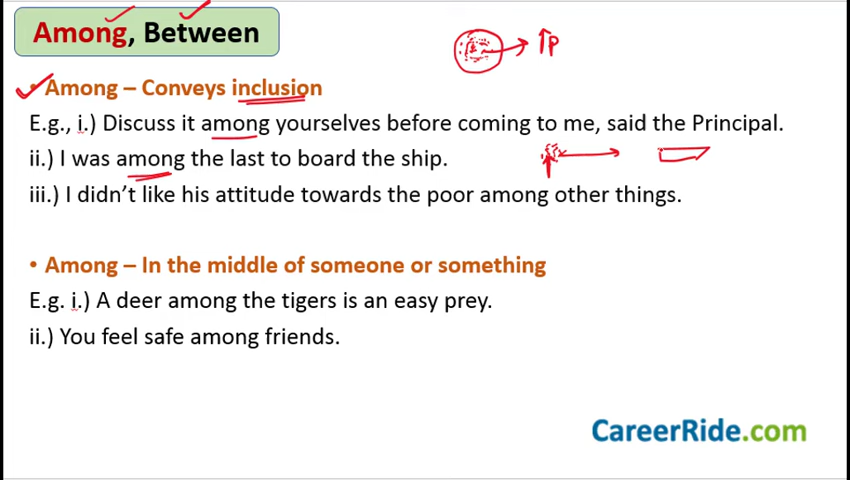 Among, Between
P
• Among – Conveys inclusion
E.g., i.) Discuss it among yourselves before coming to me, said the Principal.
ii.) I was among the last to board the ship.
iii.) I didn't like his attitude towards the poor among other things.
• Among – In the middle of someone or something
E.g. i.) A deer among the tigers is an easy prey.
ii.) You feel safe among friends.
CareerRide.com